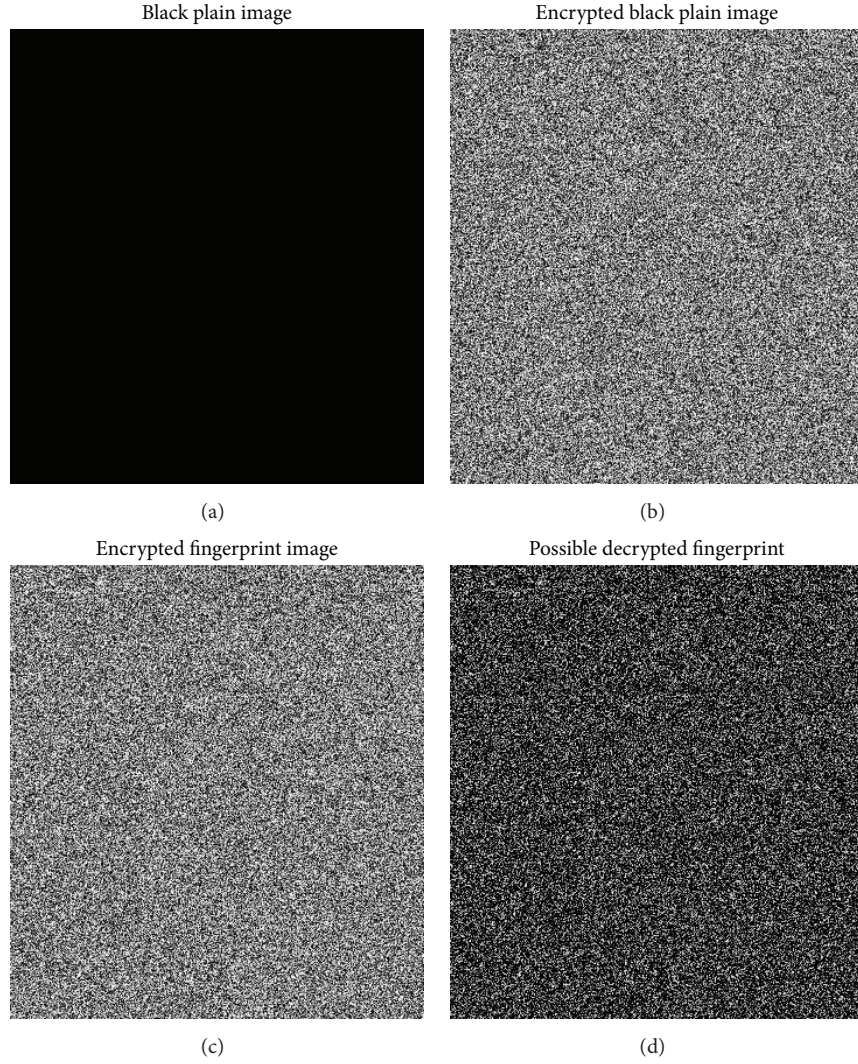 Black plain image
Encrypted black plain image
(a)
(b)
Encrypted fingerprint image
Possible decrypted fingerprint
(c)
(d)